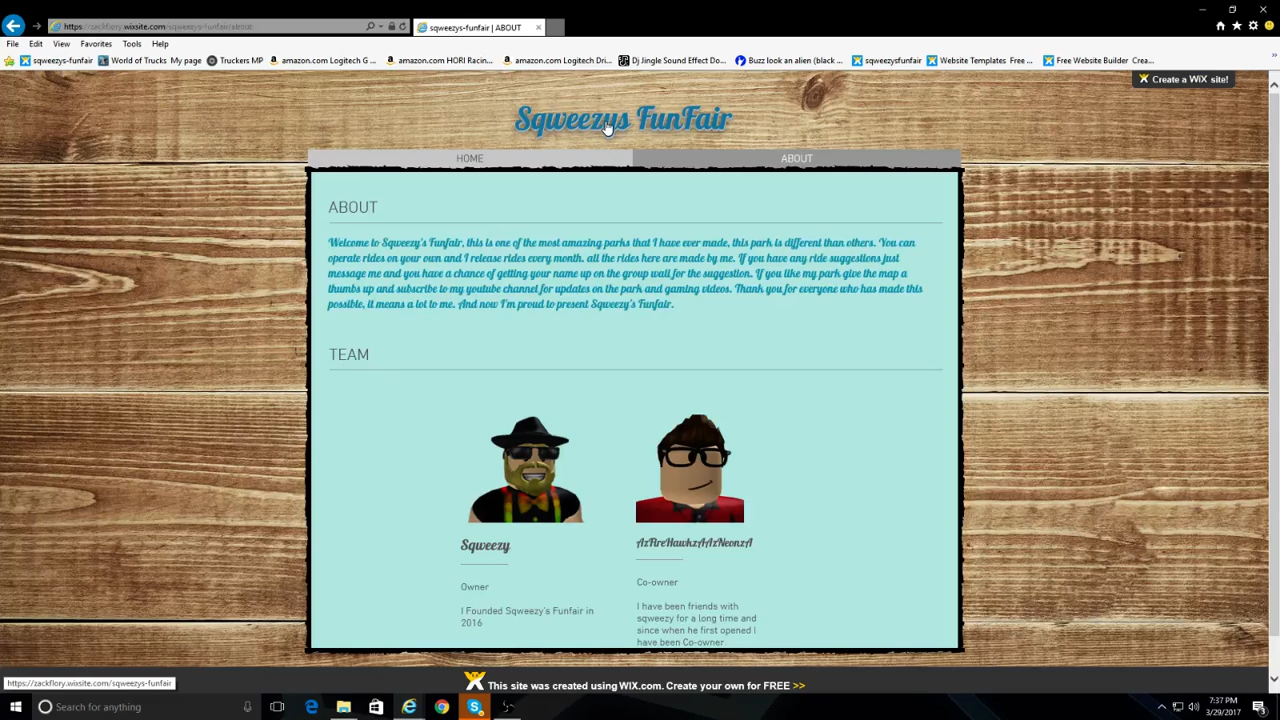 https://zackflory.wixsite.com/sqweezys-funfair/about
sqweezys-funfair | ABOUT
File Edit View Favorites Tools Help
sqweezys-funfair World of Trucks My page Truckers MP amazon.com Logitech G ... amazon.com HORI Racin... amazon.com Logitech Dri... Dj Jingle Sound Effect Do... Buzz look an alien (black ... sqweezysfunfair Website Templates Free ... Free Website Builder Crea...
Create a WiX site!
Sqweezys FunFair
HOME ABOUT
ABOUT
Welcome to Sqweezy's Funfair, this is one of the most amazing parks that I have ever made, this park is different than others. You can
operate rides on your own and I release rides every month. all the rides here are made by me. If you have any ride suggestions just
message me and you have a chance of getting your name up on the group wall for the suggestion. If you like my park give the map a
thumbs up and subscribe to my youtube channel for updates on the park and gaming videos. Thank you for everyone who has made this
possible, it means a lot to me. And now I'm proud to present Sqweezy's Funfair.
TEAM
Sqweezy
Owner
I Founded Sqweezy's Funfair in
2016
AzFireHawkzAAzNeonzA
Co-owner
I have been friends with
sqweezy for a long time and
since when he first opened I
have been Co-owner
https://zackflory.wixsite.com/sqweezys-funfair
This site was created using WIX.com. Create your own for FREE >>
Search for anything
7:37 PM
3/29/2017
3